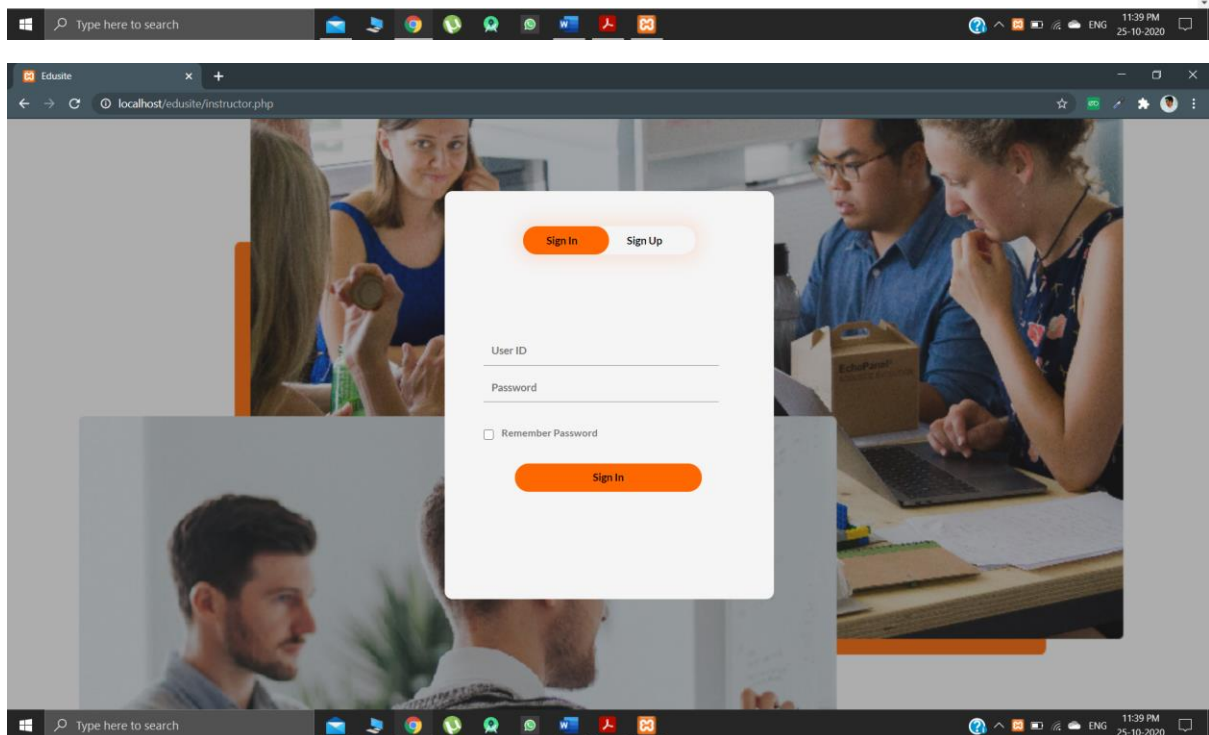 Type here to search
ENG
11:39 PM
25-10-2020
Edusite
localhost/edusite/instructor.php
Sign In Sign Up
User ID
Password
Remember Password
Sign In
EchoPanel
Type here to search
ENG
11:39 PM
25-10-2020